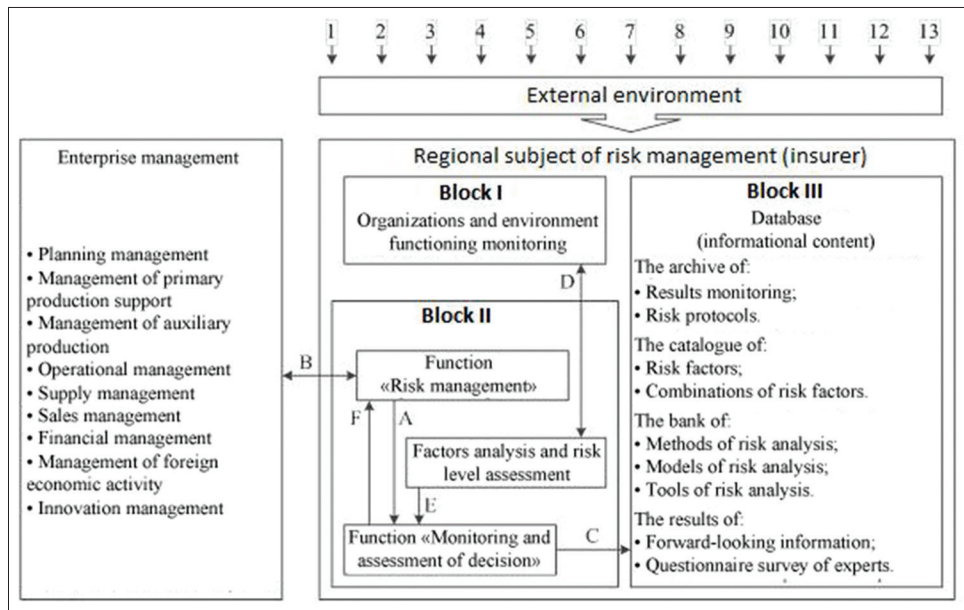 1 2 3 4 5 6 7 8 9 10 11 12 13
External environment
Enterprise management
• Planning management
• Management of primary
production support
• Management of auxiliary
production
• Operational management
• Supply management
• Sales management
• Financial management
• Management of foreign
economic activity
• Innovation management
Regional subject of risk management (insurer)
Block I
Organizations and environment
functioning monitoring
D
Block II
B
Function
«Risk management»
F
A
Factors analysis and risk
level assessment
E
Function «Monitoring and
assessment of decision»
C
Block III
Database
(informational content)
The archive of:
• Results monitoring;
• Risk protocols.
The catalogue of:
• Risk factors;
• Combinations of risk factors.
The bank of:
• Methods of risk analysis;
• Models of risk analysis;
• Tools of risk analysis.
The results of:
• Forward-looking information;
• Questionnaire survey of experts.